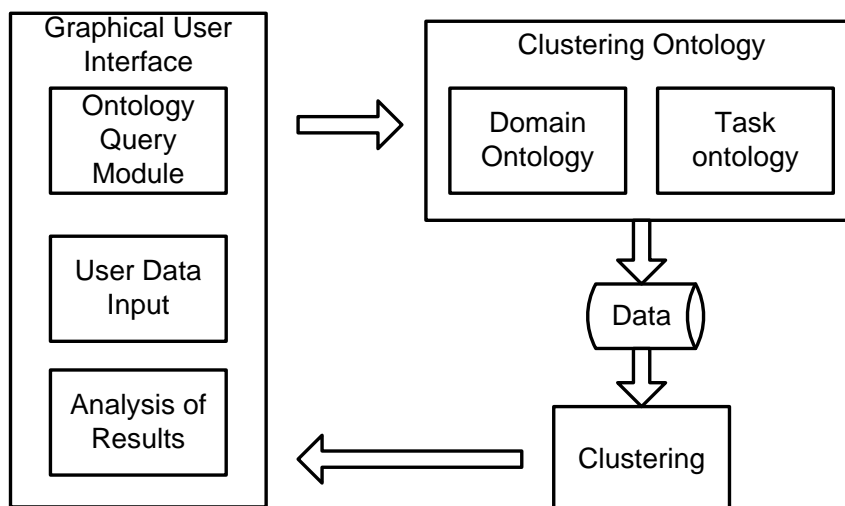 Graphical User
Interface
Ontology
Query
Module
User Data
Input
Analysis of
Results
Clustering Ontology
Domain
Ontology
Task
ontology
Data
Clustering